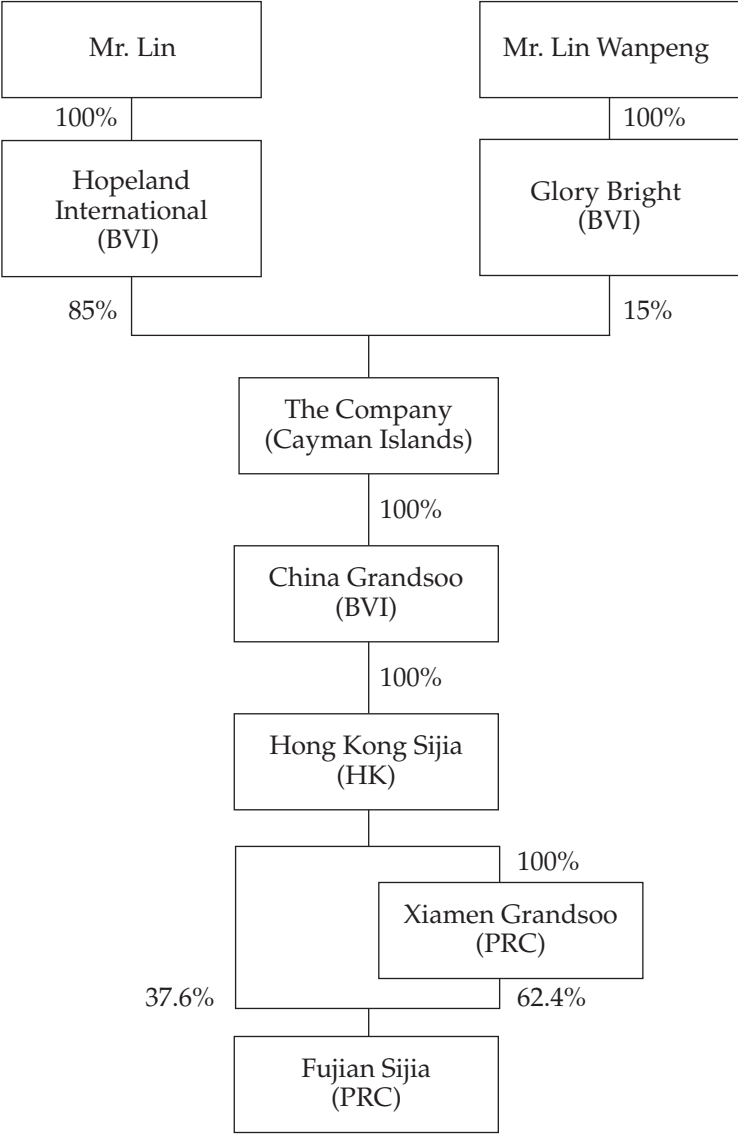 Mr. Lin
Mr. Lin Wanpeng
100%
100%
Hopeland
International
(BVI)
Glory Bright
(BVI)
85%
15%
The Company
(Cayman Islands)
100%
China Grandsoo
(BVI)
100%
Hong Kong Sijia
(HK)
100%
Xiamen Grandsoo
(PRC)
37.6%
62.4%
Fujian Sijia
(PRC)